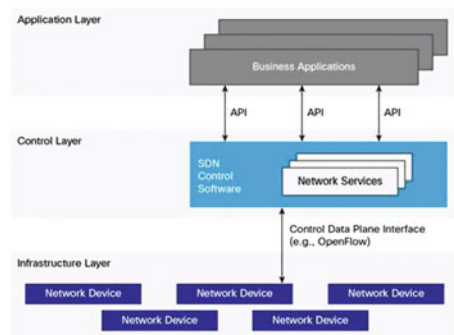 Application Layer
Business Applications
API API API
Control Layer
SDN
Control
Software
Network Services
Control Data Plane Interface
(e.g., OpenFlow)
Infrastructure Layer
Network Device Network Device Network Device
Network Device Network Device